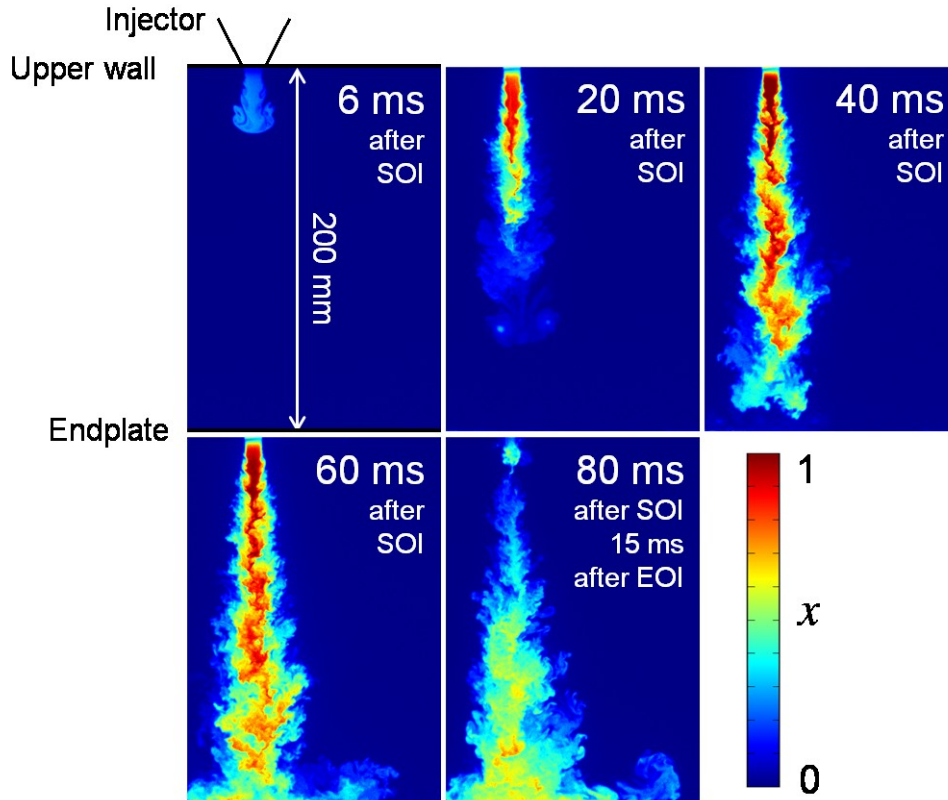 Injector
Upper wall
6 ms
after
SOI
200 mm
20 ms
after
SOI
40 ms
after
SOI
Endplate
60 ms
after
SOI
80 ms
after SOI
15 ms
after EOI
1
x
0